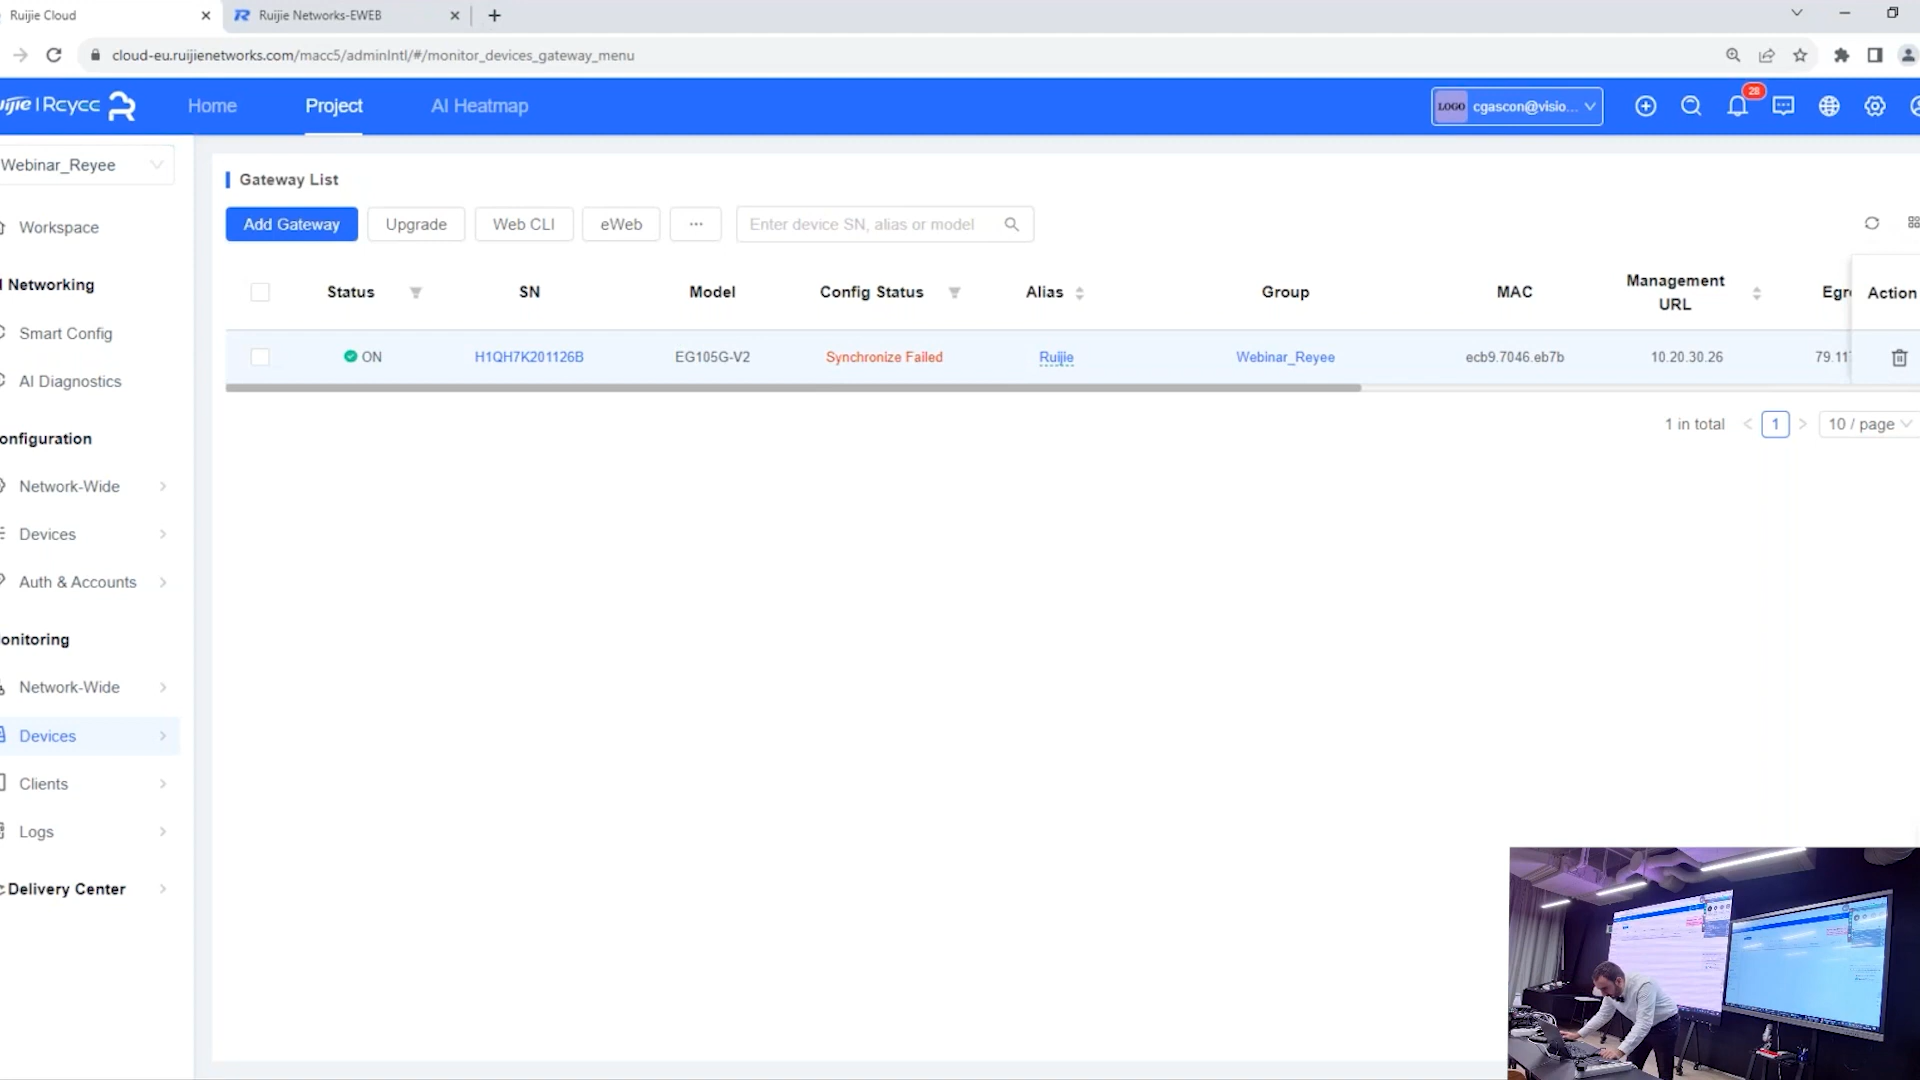 Ruijie Cloud
Ruijie Networks-EWEB
cloud-eu.ruijienetworks.com/macc5/adminIntl/#/monitor_devices_gateway_menu
uijie | Reyee
Home
Project
AI Heatmap
LOGO
cgascon@visio...
28
Webinar_Reyee
Workspace
Networking
Smart Config
AI Diagnostics
onfiguration
Network-Wide
Devices
Auth & Accounts
onitoring
Network-Wide
Devices
Clients
Logs
Delivery Center
Gateway List
Add Gateway
Upgrade
Web CLI
eWeb
...
Enter device SN, alias or model
Status
SN
Model
Config Status
Alias
Group
MAC
Management
URL
Egr
Action
ON
H1QH7K201126B
EG105G-V2
Synchronize Failed
Ruijie
Webinar_Reyee
ecb9.7046.eb7b
10.20.30.26
79.11
1 in total
1
10 / page